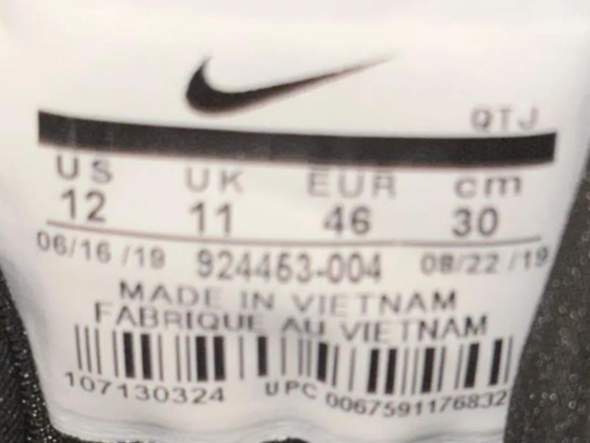 QTJ
US UK EUR cm
12 11 46 30
06/16 /19 924453-004 08/22 /19
MADE IN VIETNAM
FABRIQUE AU VIETNAM
107130324 UPC 0067591176832